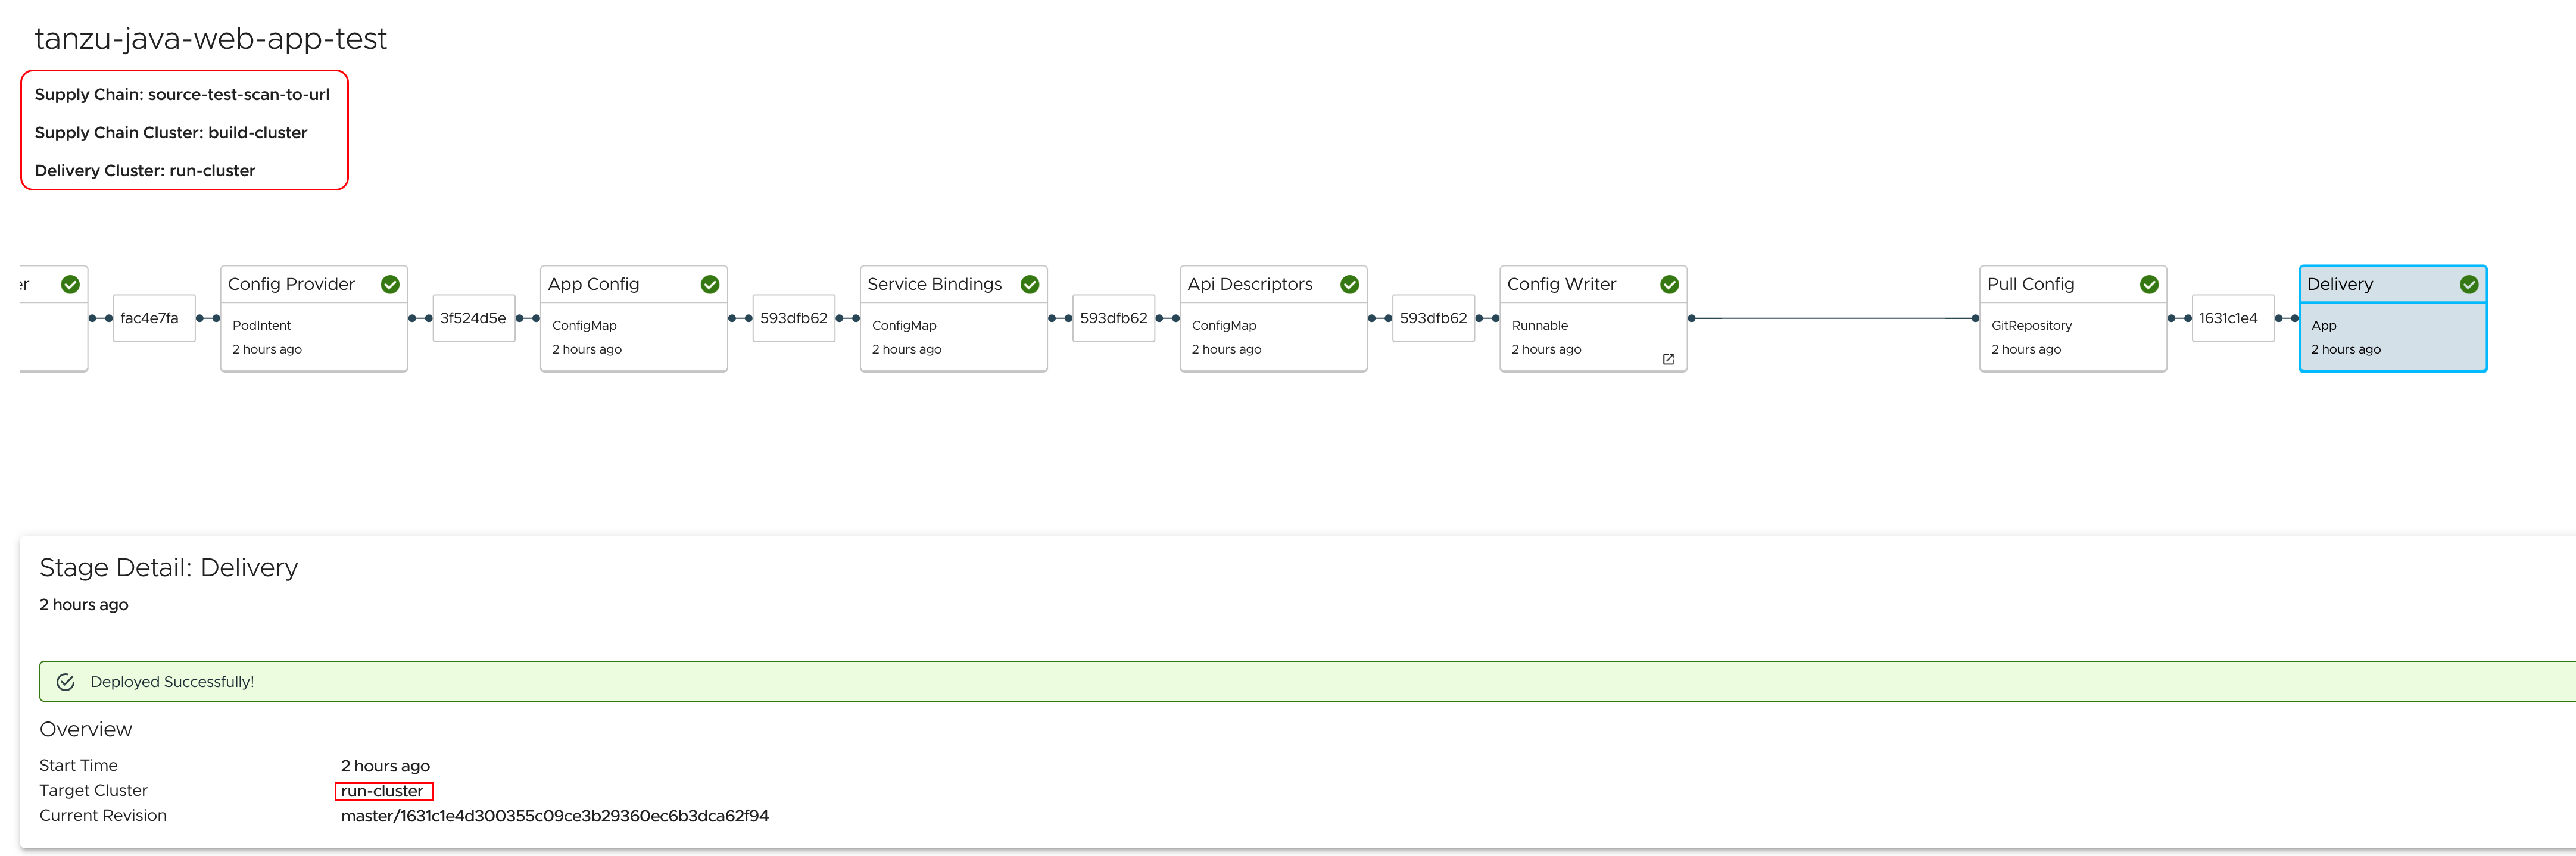 tanzu-java-web-app-test
Supply Chain: source-test-scan-to-url
Supply Chain Cluster: build-cluster
Delivery Cluster: run-cluster
er
fac4e7fa
Config Provider
PodIntent
2 hours ago
3f524d5e
App Config
ConfigMap
2 hours ago
593dfb62
Service Bindings
ConfigMap
2 hours ago
593dfb62
Api Descriptors
ConfigMap
2 hours ago
593dfb62
Config Writer
Runnable
2 hours ago
Pull Config
GitRepository
2 hours ago
1631c1e4
Delivery
App
2 hours ago
Stage Detail: Delivery
2 hours ago
Deployed Successfully!
Overview
Start Time 2 hours ago
Target Cluster run-cluster
Current Revision master/1631c1e4d300355c09ce3b29360ec6b3dca62f94